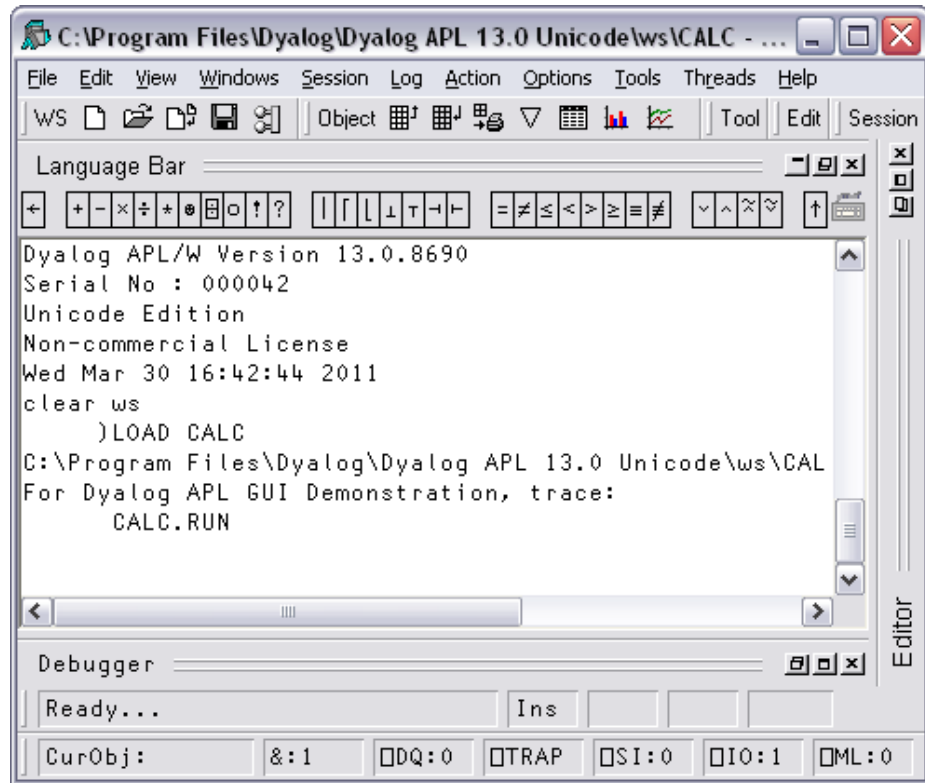 C:\Program Files\Dyalog\Dyalog APL 13.0 Unicode\ws\CALC - ...
File Edit View Windows Session Log Action Options Tools Threads Help
WS Object Tool Edit Session
Language Bar
← + - × ÷ * ⍟ ⌹ ○ ! ? | ⌈ ⌊ ⊥ ⊤ ⊣ ⊢ = ≠ ≤ < > ≥ ≡ ≢ ∨ ∧ ⍲ ⍱ ↑
Dyalog APL/W Version 13.0.8690
Serial No : 000042
Unicode Edition
Non-commercial License
Wed Mar 30 16:42:44 2011
clear ws
)LOAD CALC
C:\Program Files\Dyalog\Dyalog APL 13.0 Unicode\ws\CAL
For Dyalog APL GUI Demonstration, trace:
CALC.RUN
Editor
Debugger
Ready... Ins
CurObj: &:1 ⎕DQ:0 ⎕TRAP ⎕SI:0 ⎕IO:1 ⎕ML:0